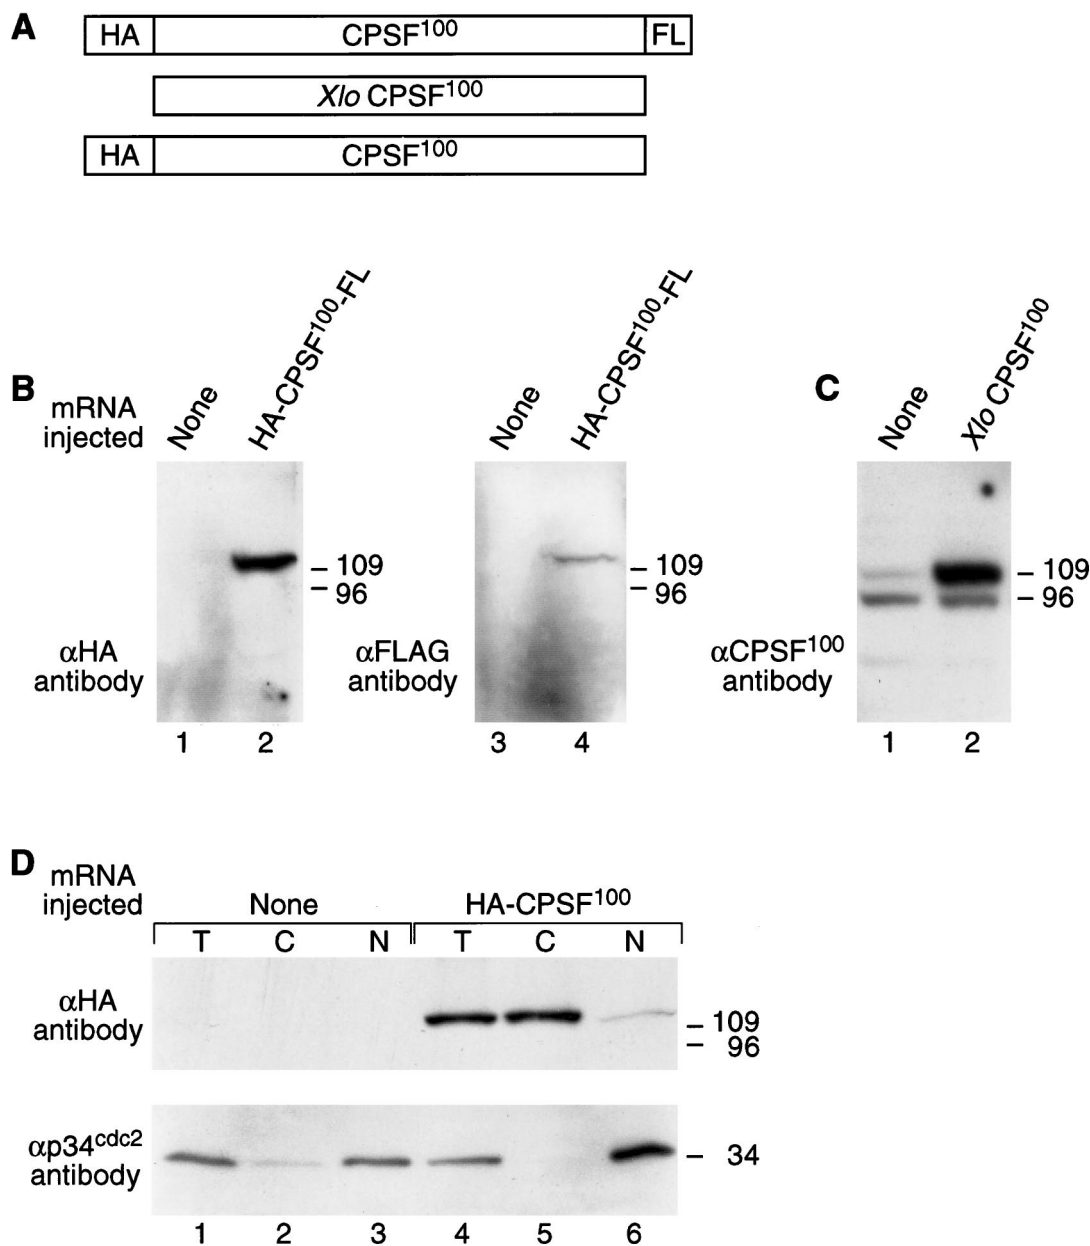 A
HA CPSF100 FL
Xlo CPSF100
HA CPSF100
B
mRNA injected
None
HA-CPSF100-FL
None
HA-CPSF100-FL
– 109
– 96
– 109
– 96
αHA antibody
αFLAG antibody
1 2
3 4
C
None
Xlo CPSF100
– 109
– 96
αCPSF100 antibody
1 2
D
mRNA injected
None HA-CPSF100
T C N T C N
αHA antibody
– 109
– 96
αp34cdc2 antibody
– 34
1 2 3 4 5 6